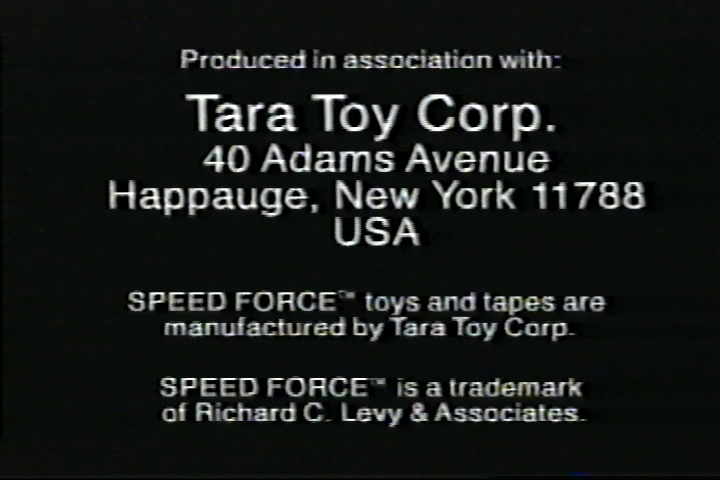 Produced in association with:
Tara Toy Corp.
40 Adams Avenue
Happauge, New York 11788
USA
SPEED FORCE™ toys and tapes are
manufactured by Tara Toy Corp.
SPEED FORCE™ is a trademark
of Richard C. Levy & Associates.